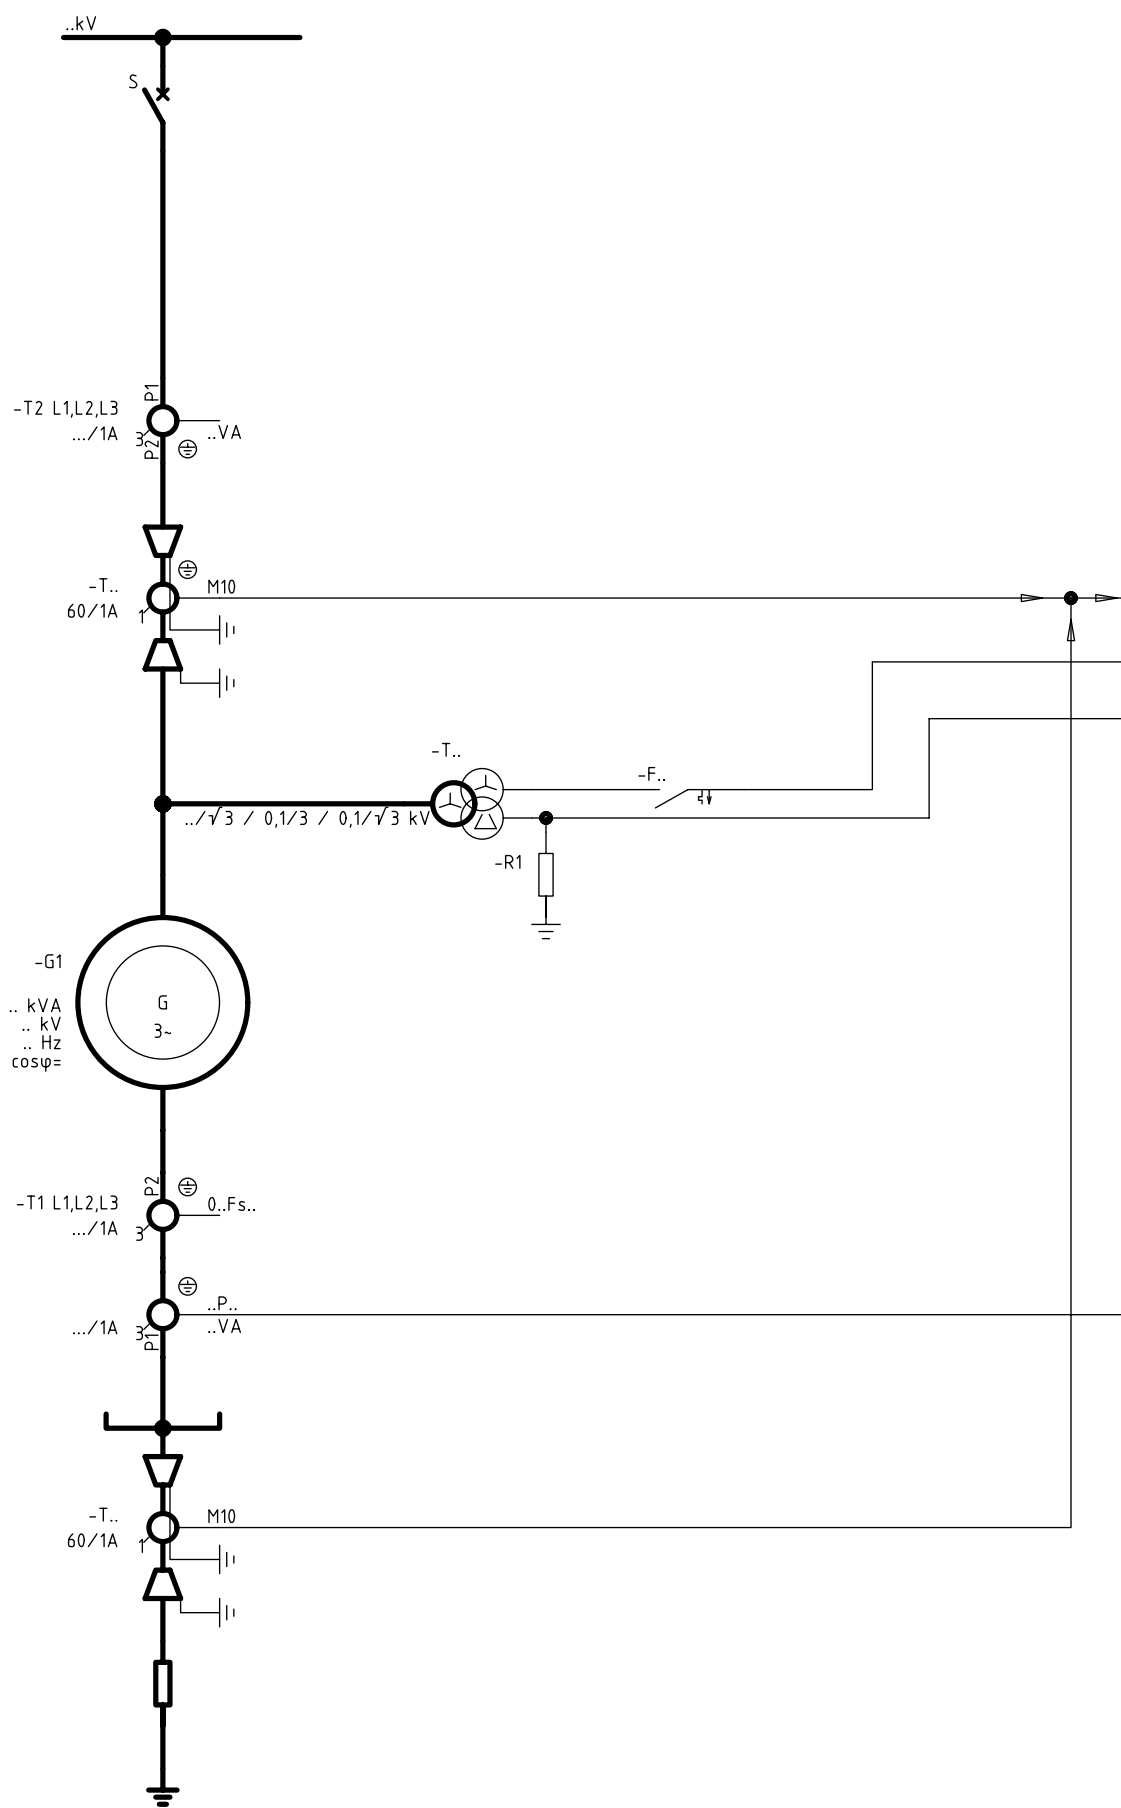 ..kV
S
P1
-T2 L1,L2,L3
.../1A
3
P2
..VA
-T..
60/1A
1
M10
-T..
-F..
../√3 / 0,1/3 / 0,1/√3 kV
-R1
-G1
.. kVA
.. kV
.. Hz
cosφ=
G
3~
P2
-T1 L1,L2,L3
.../1A
3
0..Fs..
..P..
.../1A
3
P1
..VA
-T..
60/1A
1
M10